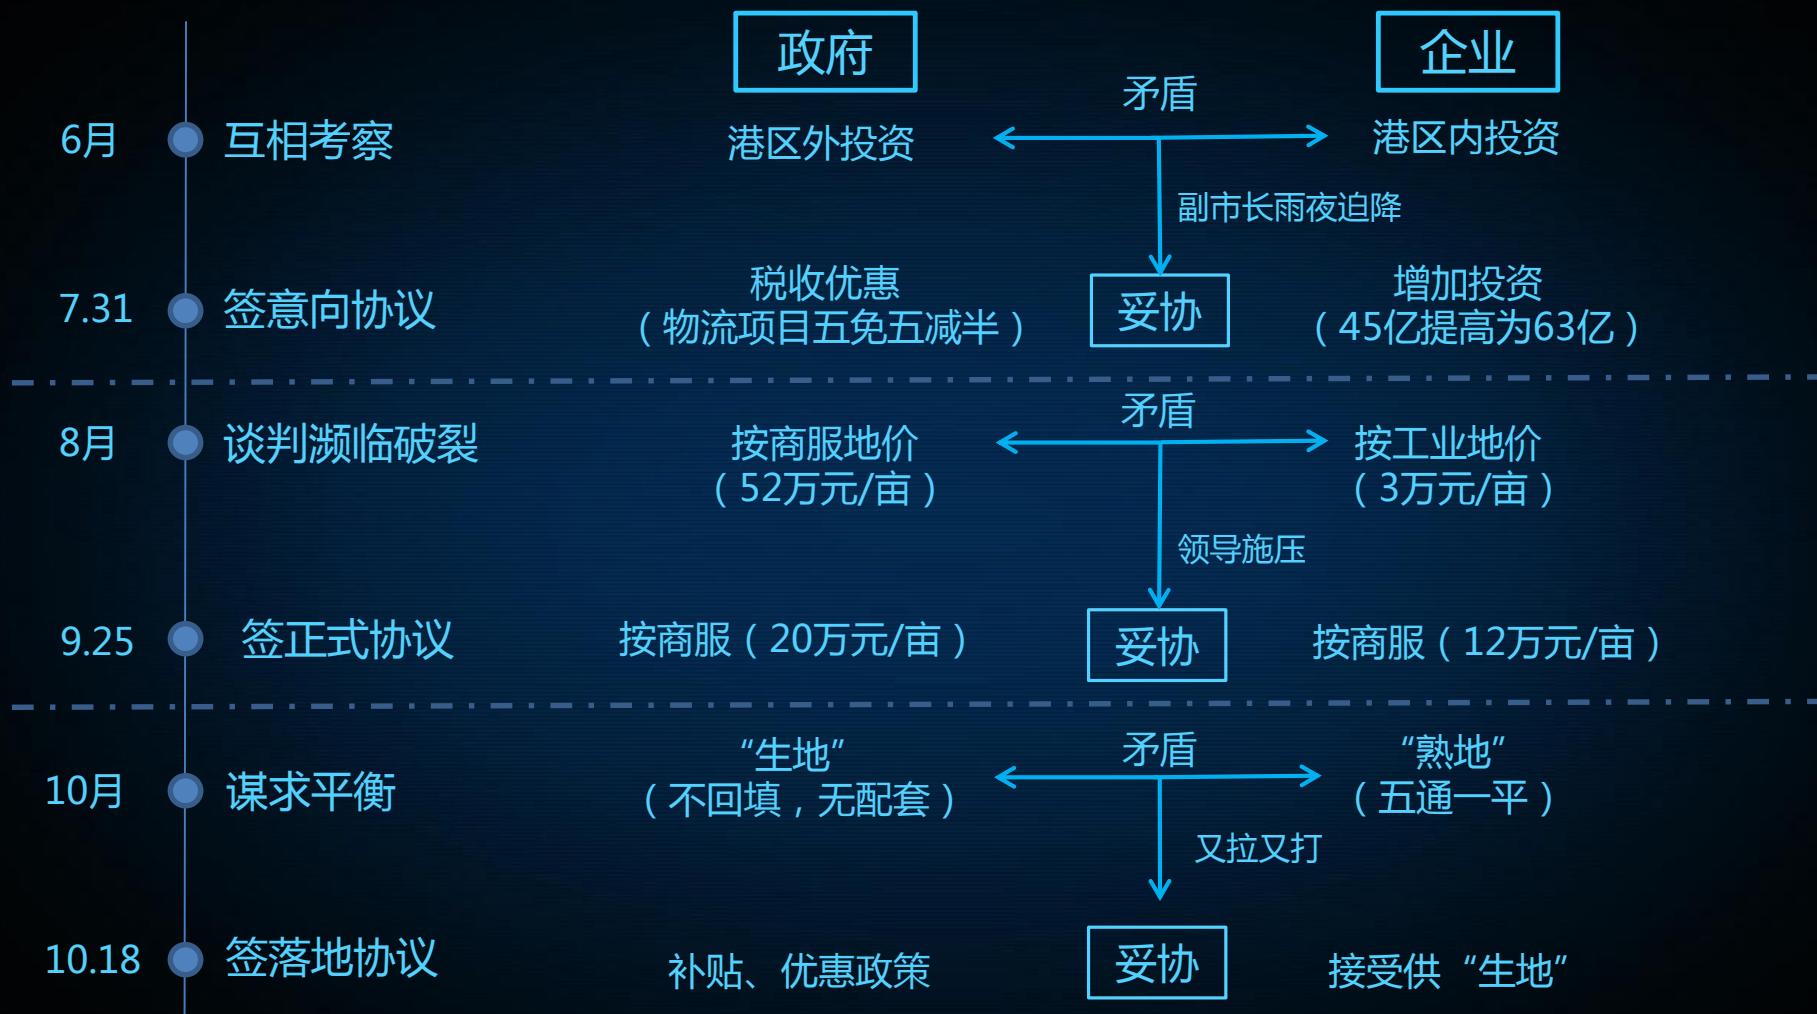 政府
企业
矛盾
6月
互相考察
港区外投资
港区内投资
副市长雨夜迫降
7.31
签意向协议
税收优惠
（物流项目五免五减半）
妥协
增加投资
（45亿提高为63亿）
矛盾
8月
谈判濒临破裂
按商服地价
（52万元/亩）
按工业地价
（3万元/亩）
领导施压
9.25
签正式协议
按商服（20万元/亩）
妥协
按商服（12万元/亩）
矛盾
10月
谋求平衡
“生地”
（不回填，无配套）
“熟地”
（五通一平）
又拉又打
10.18
签落地协议
补贴、优惠政策
妥协
接受供“生地”